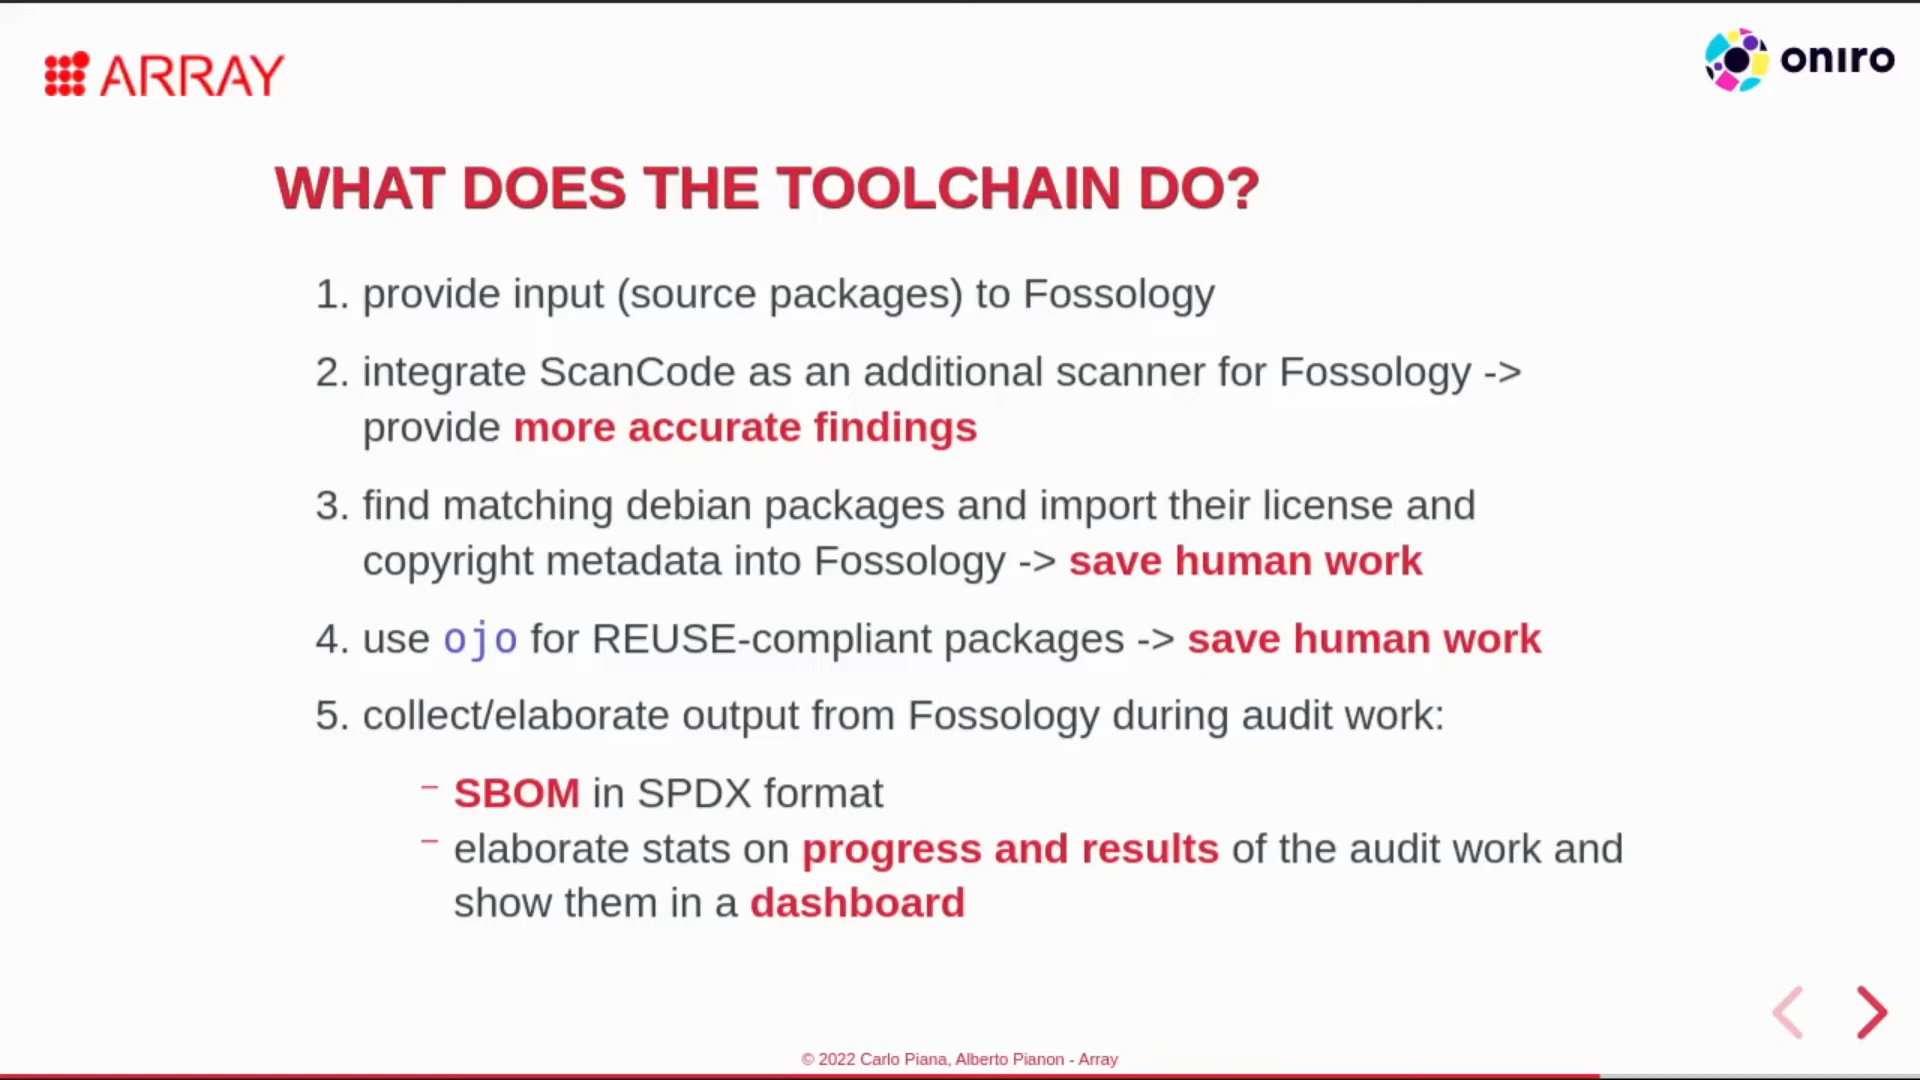 ARRAY
oniro
WHAT DOES THE TOOLCHAIN DO?
1. provide input (source packages) to Fossology
2. integrate ScanCode as an additional scanner for Fossology ->
provide more accurate findings
3. find matching debian packages and import their license and
copyright metadata into Fossology -> save human work
4. use ojo for REUSE-compliant packages -> save human work
5. collect/elaborate output from Fossology during audit work:
– SBOM in SPDX format
– elaborate stats on progress and results of the audit work and
show them in a dashboard
© 2022 Carlo Piana, Alberto Pianon - Array